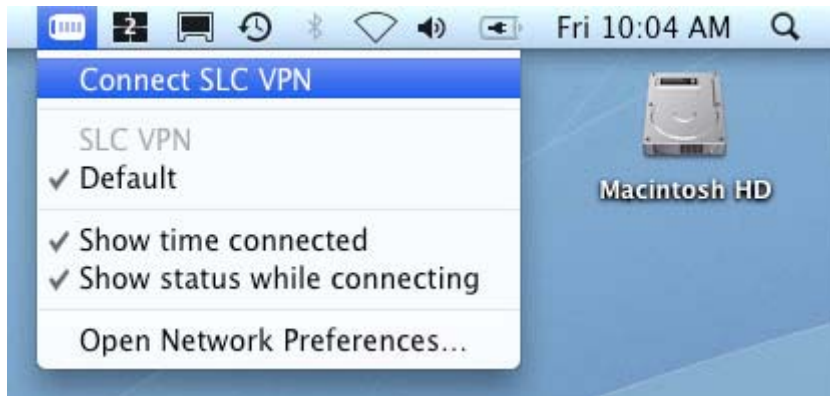 2
Fri 10:04 AM
Connect SLC VPN
SLC VPN
✓ Default
✓ Show time connected
✓ Show status while connecting
Open Network Preferences...
Macintosh HD